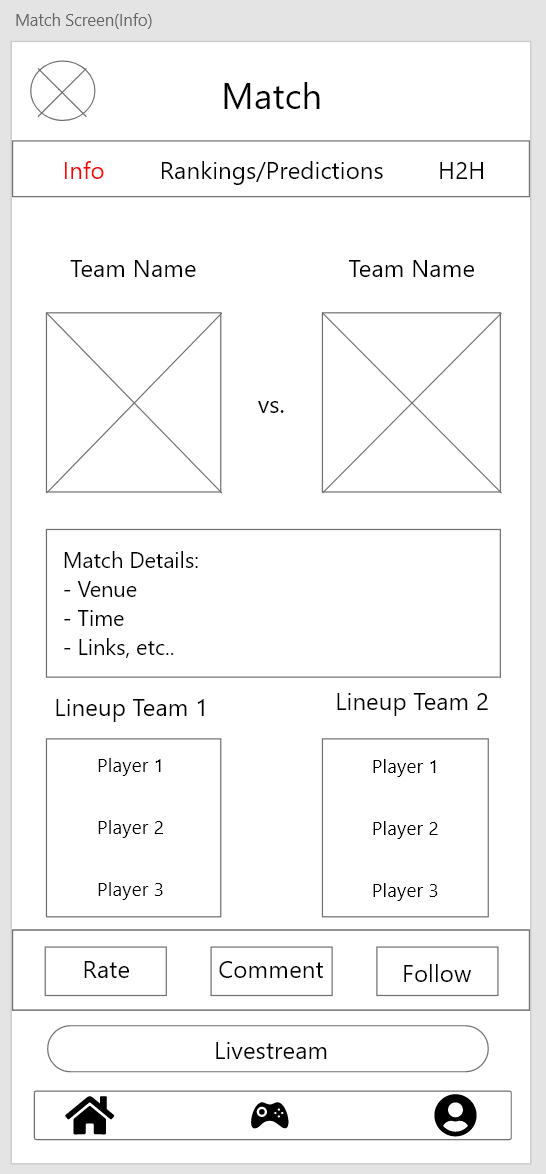 Match Screen(Info)
Match
Info Rankings/Predictions H2H
Team Name Team Name
vs.
Match Details:
- Venue
- Time
- Links, etc..
Lineup Team 1 Lineup Team 2
Player 1 Player 1
Player 2 Player 2
Player 3 Player 3
Rate Comment Follow
Livestream